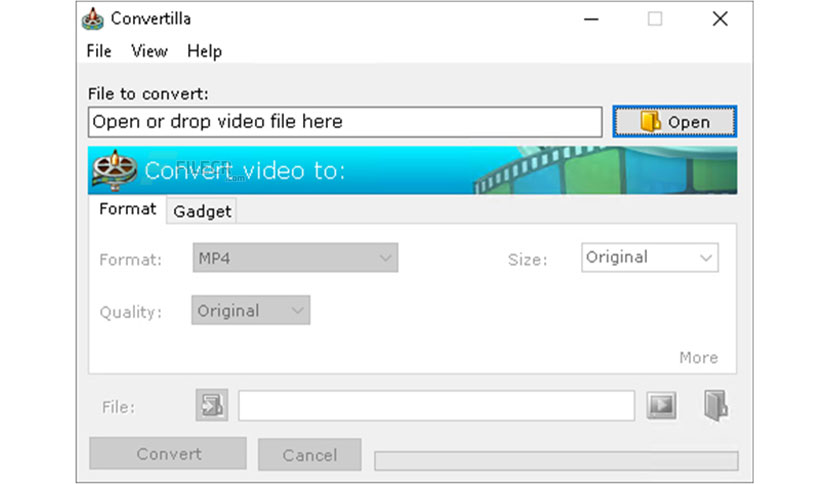 Convertilla
File View Help
File to convert:
Open or drop video file here Open
Convert video to:
Format Gadget
Format: MP4 Size: Original
Quality: Original
More
File:
Convert Cancel